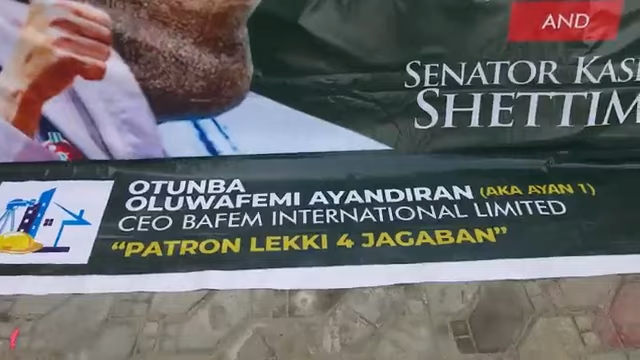 AND
SENATOR KASH
SHETTIM
OTUNBA
OLUWAFEMI AYANDIRAN (AKA AYAN 1)
CEO BAFEM INTERNATIONAL LIMITED
"PATRON LEKKI 4 JAGABAN"